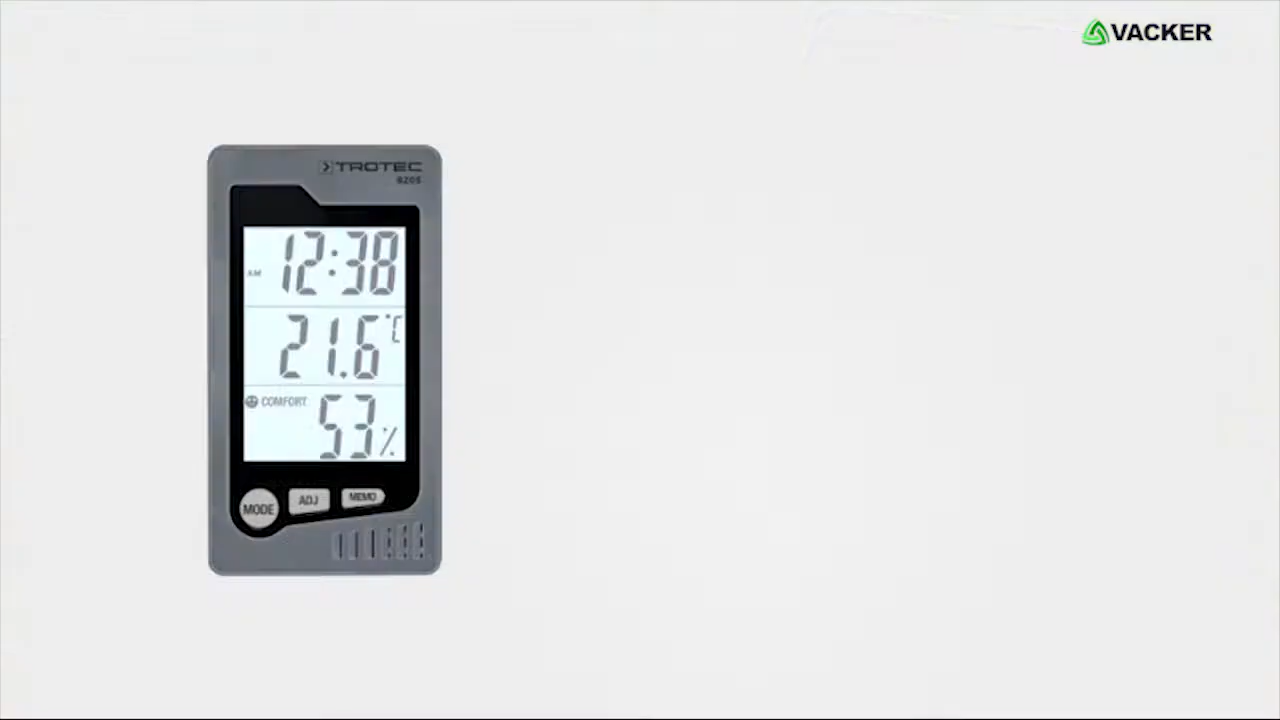 VACKER
TROTEC
BZ05
AM 12:38
21.6 °C
COMFORT 53%
MODE ADJ MEMO